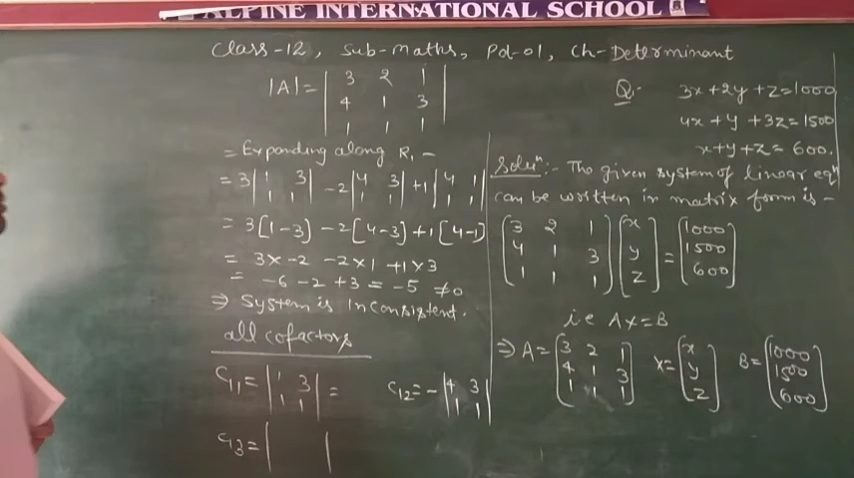 ALPINE INTERNATIONAL SCHOOL
Class-12, Sub-maths, Pd-01, Ch-Determinant
|A| = | 3 2 1 |
| 4 1 3 |
| 1 1 1 |
= Expanding along R₁ –
= 3 |1 3| -2 |4 3| +1 |4 1|
|1 1| |1 1| |1 1|
= 3[1-3] -2[4-3] +1[4-1]
= 3×-2 -2×1 +1×3
= -6 -2 +3 = -5 ≠0
⇒ System is Inconsistent.
all cofactors
C₁₁ = |1 3| = C₁₂ = - |4 3|
|1 1| |1 1|
C₁3 = | |
Q.- 3x+2y+z=1000
4x+y+3z=1500
x+y+z=600.
Soluⁿ:- The given system of linear eqⁿ
can be written in matrix form is –
[3 2 1] [x] [1000]
[4 1 3] [y] = [1500]
[1 1 1] [z] [600]
ie AX=B
⇒ A= [3 2 1] X= [x] B= [1000]
[4 1 3] [y] [1500]
[1 1 1] [z] [600]